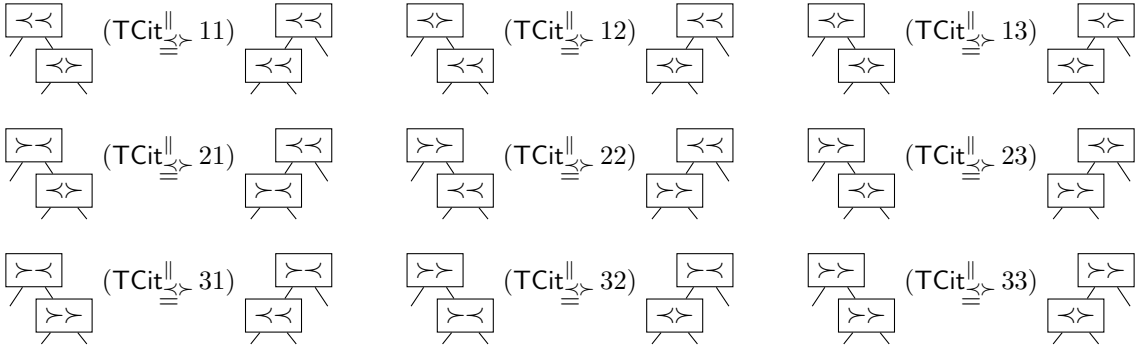 ≺≺ (TCit^∥_{≺≻} 11) ≺≺ ≺≻ (TCit^∥_{≺≻} 12) ≺≺ ≺≻ (TCit^∥_{≺≻} 13) ≺≻
≺≻ = ≺≺ ≺≺ = ≺≻ ≺≻ = ≺≻
≻≺ (TCit^∥_{≺≻} 21) ≺≺ ≻≻ (TCit^∥_{≺≻} 22) ≺≺ ≻≻ (TCit^∥_{≺≻} 23) ≺≻
≺≻ = ≻≺ ≺≺ = ≻≻ ≺≻ = ≻≻
≻≺ (TCit^∥_{≺≻} 31) ≻≺ ≻≻ (TCit^∥_{≺≻} 32) ≻≺ ≻≻ (TCit^∥_{≺≻} 33) ≻≻
≻≻ = ≺≺ ≻≺ = ≺≻ ≻≻ = ≺≻